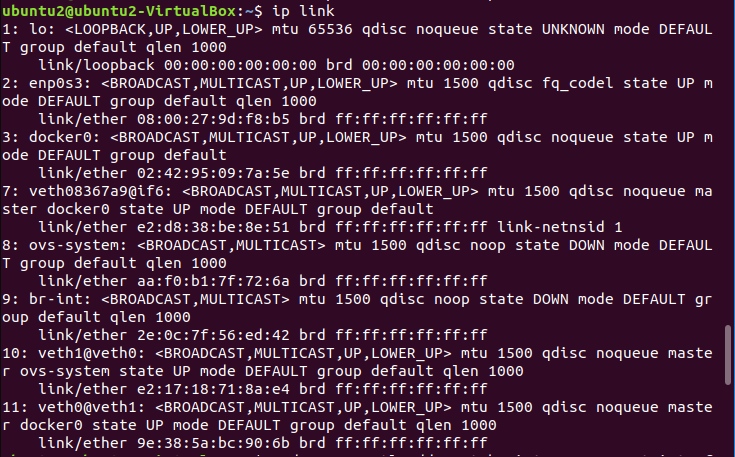 ubuntu2@ubuntu2-VirtualBox:~$ ip link
1: lo: <LOOPBACK,UP,LOWER_UP> mtu 65536 qdisc noqueue state UNKNOWN mode DEFAUL
T group default qlen 1000
    link/loopback 00:00:00:00:00:00 brd 00:00:00:00:00:00
2: enp0s3: <BROADCAST,MULTICAST,UP,LOWER_UP> mtu 1500 qdisc fq_codel state UP m
ode DEFAULT group default qlen 1000
    link/ether 08:00:27:9d:f8:b5 brd ff:ff:ff:ff:ff:ff
3: docker0: <BROADCAST,MULTICAST,UP,LOWER_UP> mtu 1500 qdisc noqueue state UP m
ode DEFAULT group default
    link/ether 02:42:95:09:7a:5e brd ff:ff:ff:ff:ff:ff
7: veth08367a9@if6: <BROADCAST,MULTICAST,UP,LOWER_UP> mtu 1500 qdisc noqueue ma
ster docker0 state UP mode DEFAULT group default
    link/ether e2:d8:38:be:8e:51 brd ff:ff:ff:ff:ff:ff link-netnsid 1
8: ovs-system: <BROADCAST,MULTICAST> mtu 1500 qdisc noop state DOWN mode DEFAUL
T group default qlen 1000
    link/ether aa:f0:b1:7f:72:6a brd ff:ff:ff:ff:ff:ff
9: br-int: <BROADCAST,MULTICAST> mtu 1500 qdisc noop state DOWN mode DEFAULT gr
oup default qlen 1000
    link/ether 2e:0c:7f:56:ed:42 brd ff:ff:ff:ff:ff:ff
10: veth1@veth0: <BROADCAST,MULTICAST,UP,LOWER_UP> mtu 1500 qdisc noqueue maste
r ovs-system state UP mode DEFAULT group default qlen 1000
    link/ether e2:17:18:71:8a:e4 brd ff:ff:ff:ff:ff:ff
11: veth0@veth1: <BROADCAST,MULTICAST,UP,LOWER_UP> mtu 1500 qdisc noqueue maste
r docker0 state UP mode DEFAULT group default qlen 1000
    link/ether 9e:38:5a:bc:90:6b brd ff:ff:ff:ff:ff:ff